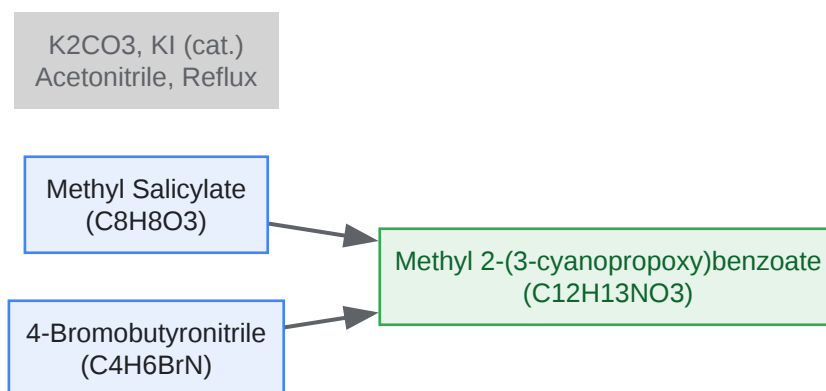 K2CO3, KI (cat.)
Acetonitrile, Reflux
Methyl Salicylate
(C8H8O3)
Methyl 2-(3-cyanopropoxy)benzoate
(C12H13NO3)
4-Bromobutyronitrile
(C4H6BrN)